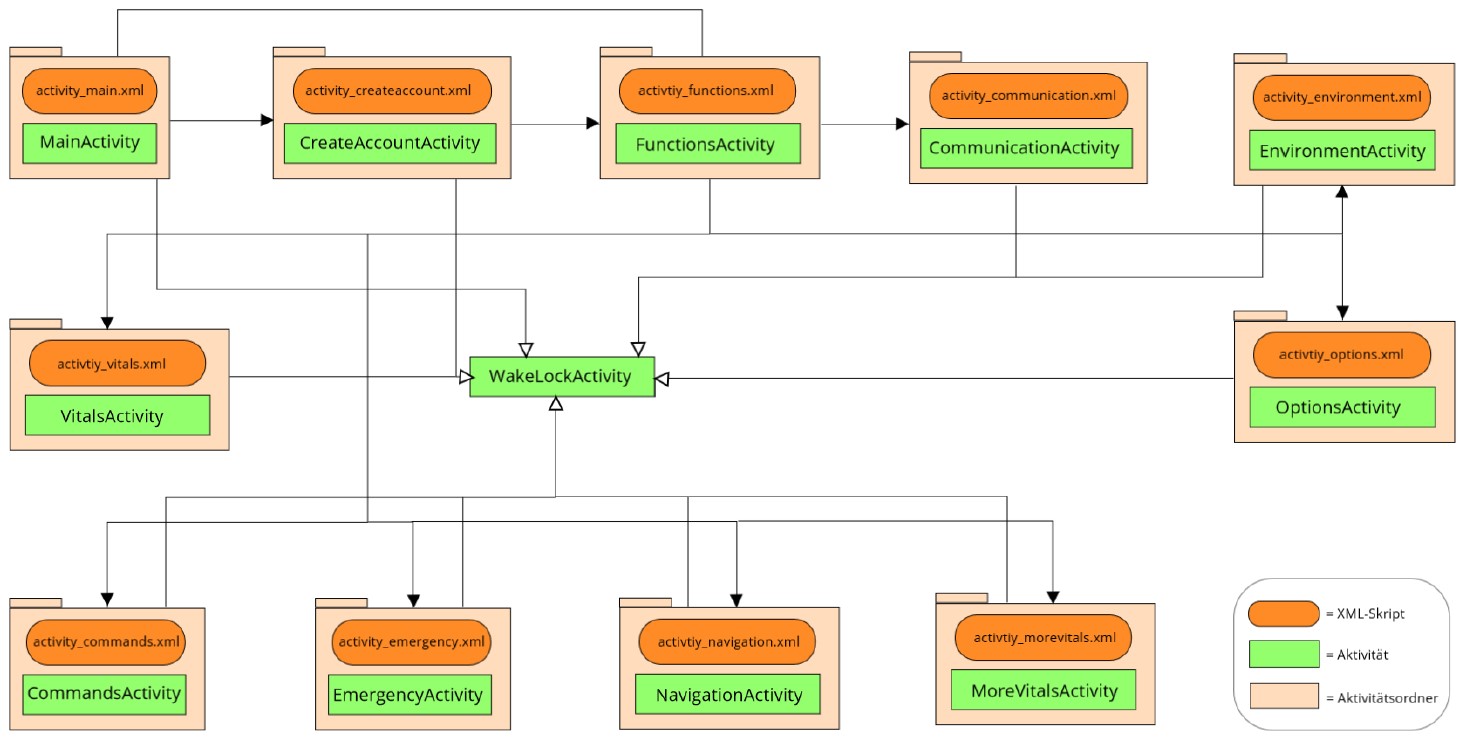 activity_main.xml
MainActivity
activity_createaccount.xml
CreateAccountActivity
activtiy_functions.xml
FunctionsActivity
activity_communication.xml
CommunicationActivity
activity_environment.xml
EnvironmentActivity
activtiy_vitals.xml
VitalsActivity
WakeLockActivity
activtiy_options.xml
OptionsActivity
activity_commands.xml
CommandsActivity
activity_emergency.xml
EmergencyActivity
activtiy_navigation.xml
NavigationActivity
activtiy_morevitals.xml
MoreVitalsActivity
= XML-Skript
= Aktivität
= Aktivitätsordner